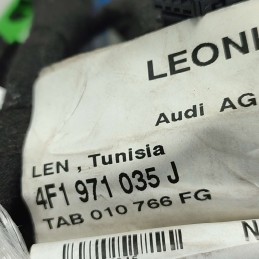 LEONI
Audi AG
LEN , Tunisia
4F1 971 035 J
TAB 010 766 FG
N